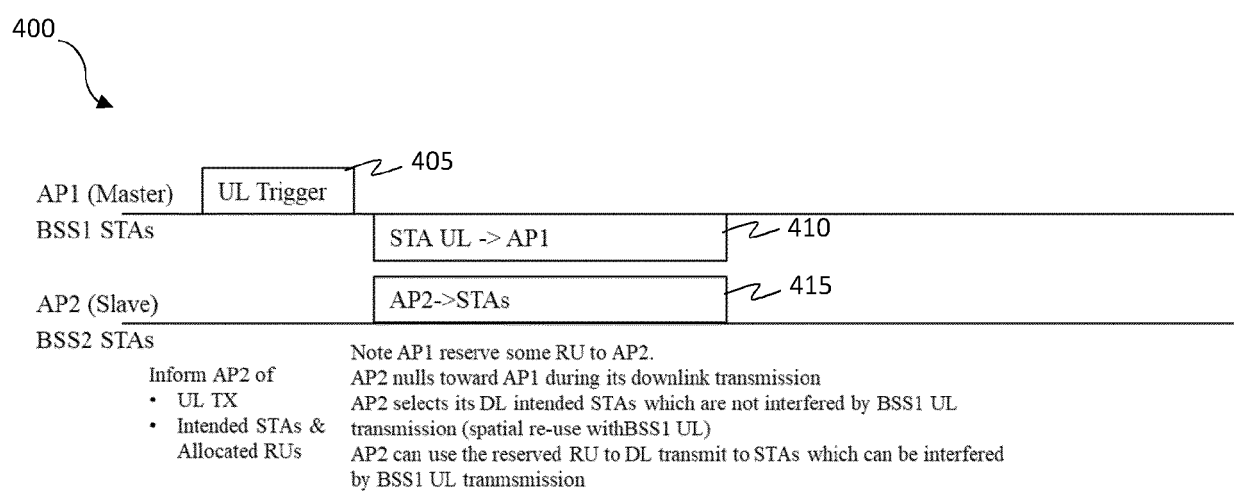 400
405
AP1 (Master)
UL Trigger
BSS1 STAs
STA UL -> AP1
410
AP2 (Slave)
AP2->STAs
415
BSS2 STAs
Inform AP2 of
• UL TX
• Intended STAs &
Allocated RUs
Note AP1 reserve some RU to AP2.
AP2 nulls toward AP1 during its downlink transmission
AP2 selects its DL intended STAs which are not interfered by BSS1 UL
transmission (spatial re-use withBSS1 UL)
AP2 can use the reserved RU to DL transmit to STAs which can be interfered
by BSS1 UL tranmsmission